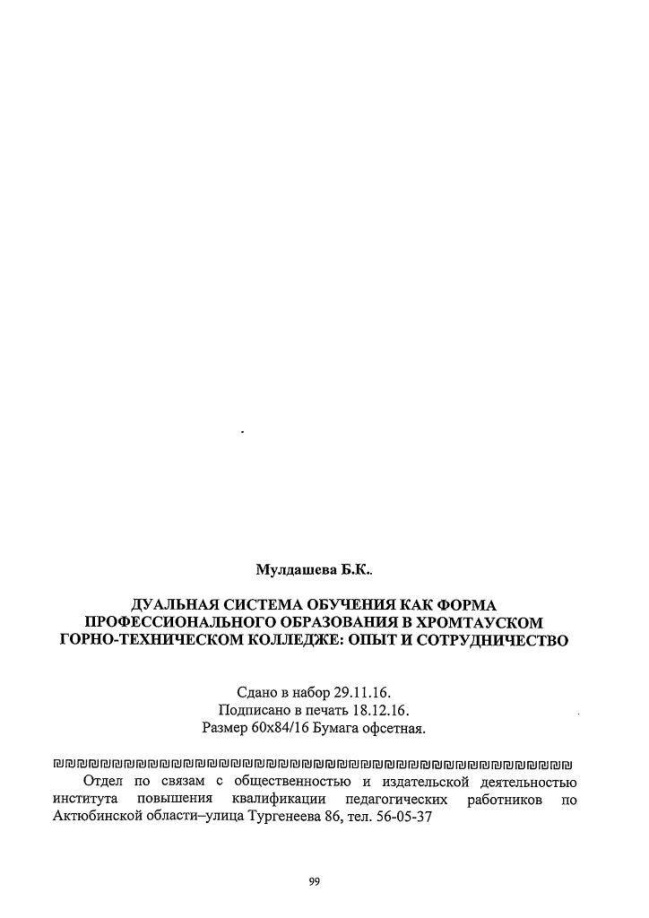 Мулдашева Б.К..
ДУАЛЬНАЯ СИСТЕМА ОБУЧЕНИЯ КАК ФОРМА
ПРОФЕССИОНАЛЬНОГО ОБРАЗОВАНИЯ В ХРОМТАУСКОМ
ГОРНО-ТЕХНИЧЕСКОМ КОЛЛЕДЖЕ: ОПЫТ И СОТРУДНИЧЕСТВО
Сдано в набор 29.11.16.
Подписано в печать 18.12.16.
Размер 60х84/16 Бумага офсетная.
Отдел по связам с общественностью и издательской деятельностью
института повышения квалификации педагогических работников по
Актюбинской области–улица Тургенеева 86, тел. 56-05-37
99